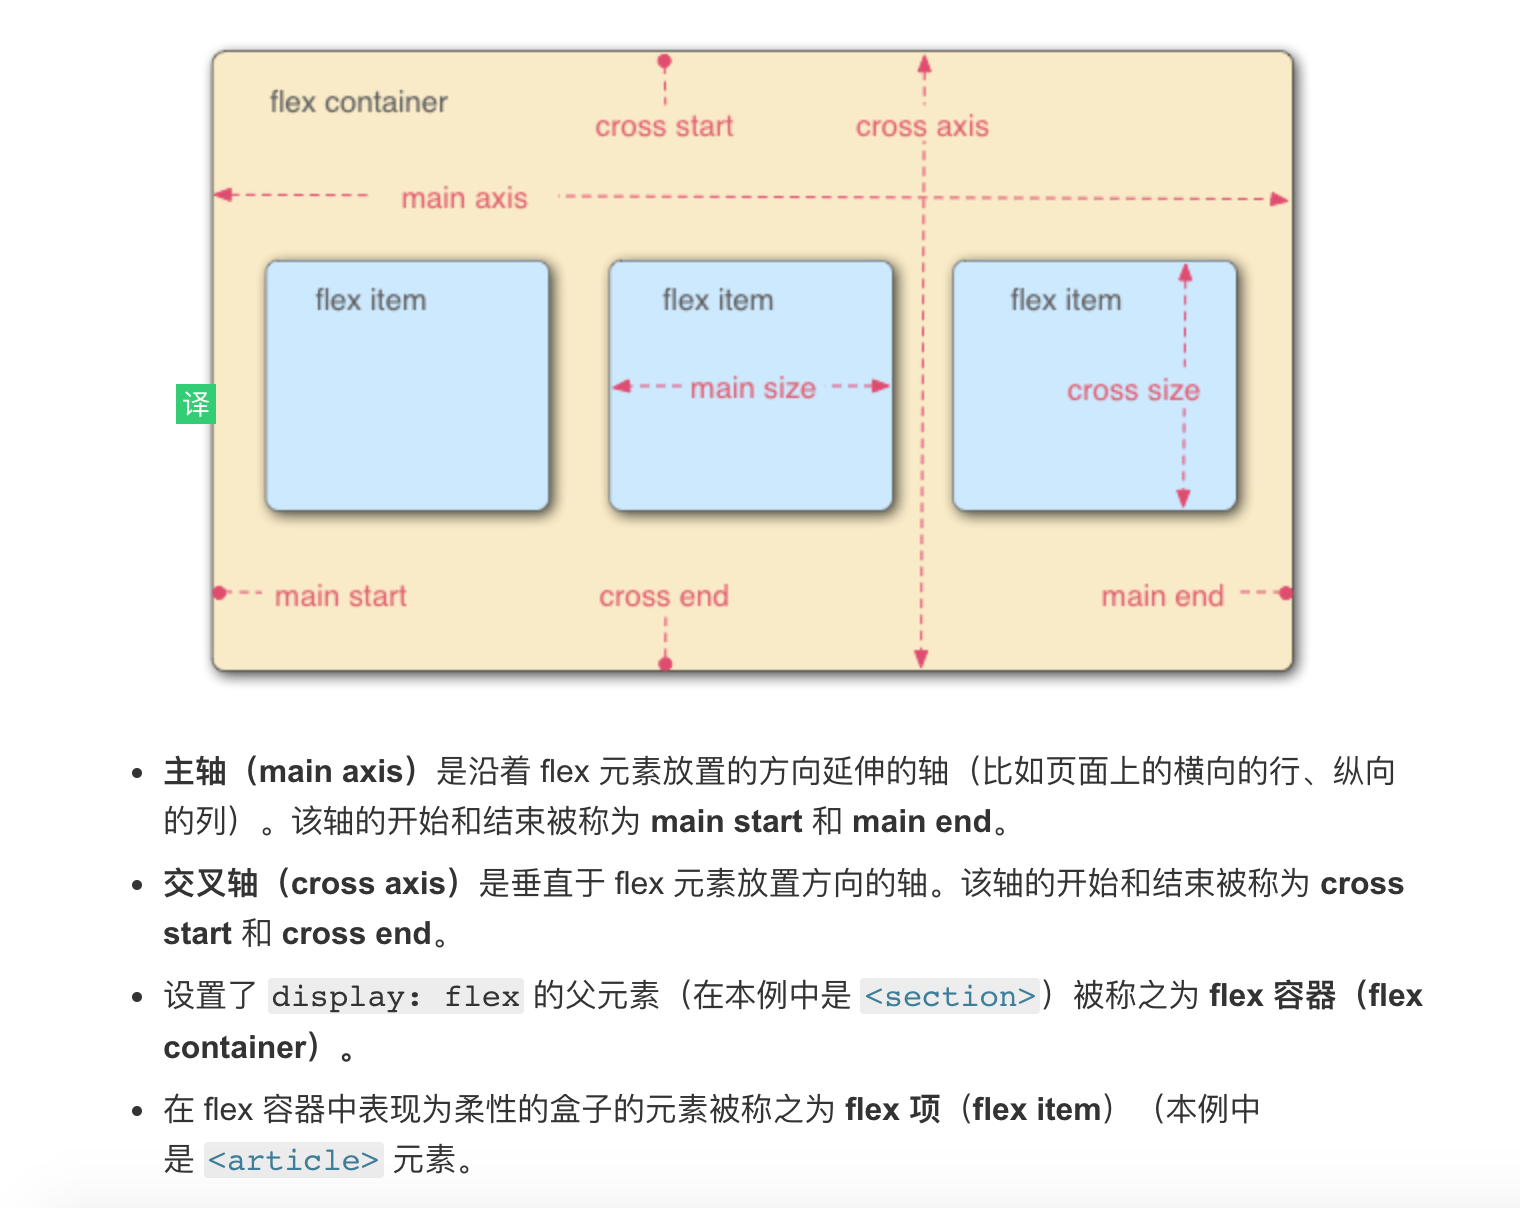 flex container
cross start
cross axis
main axis
flex item
flex item
flex item
main size
cross size
译
main start
cross end
main end
主轴（main axis）是沿着 flex 元素放置的方向延伸的轴（比如页面上的横向的行、纵向
的列）。该轴的开始和结束被称为 main start 和 main end。
交叉轴（cross axis）是垂直于 flex 元素放置方向的轴。该轴的开始和结束被称为 cross
start 和 cross end。
设置了 display: flex 的父元素（在本例中是 <section>）被称之为 flex 容器（flex
container）。
在 flex 容器中表现为柔性的盒子的元素被称之为 flex 项（flex item）（本例中
是 <article> 元素。